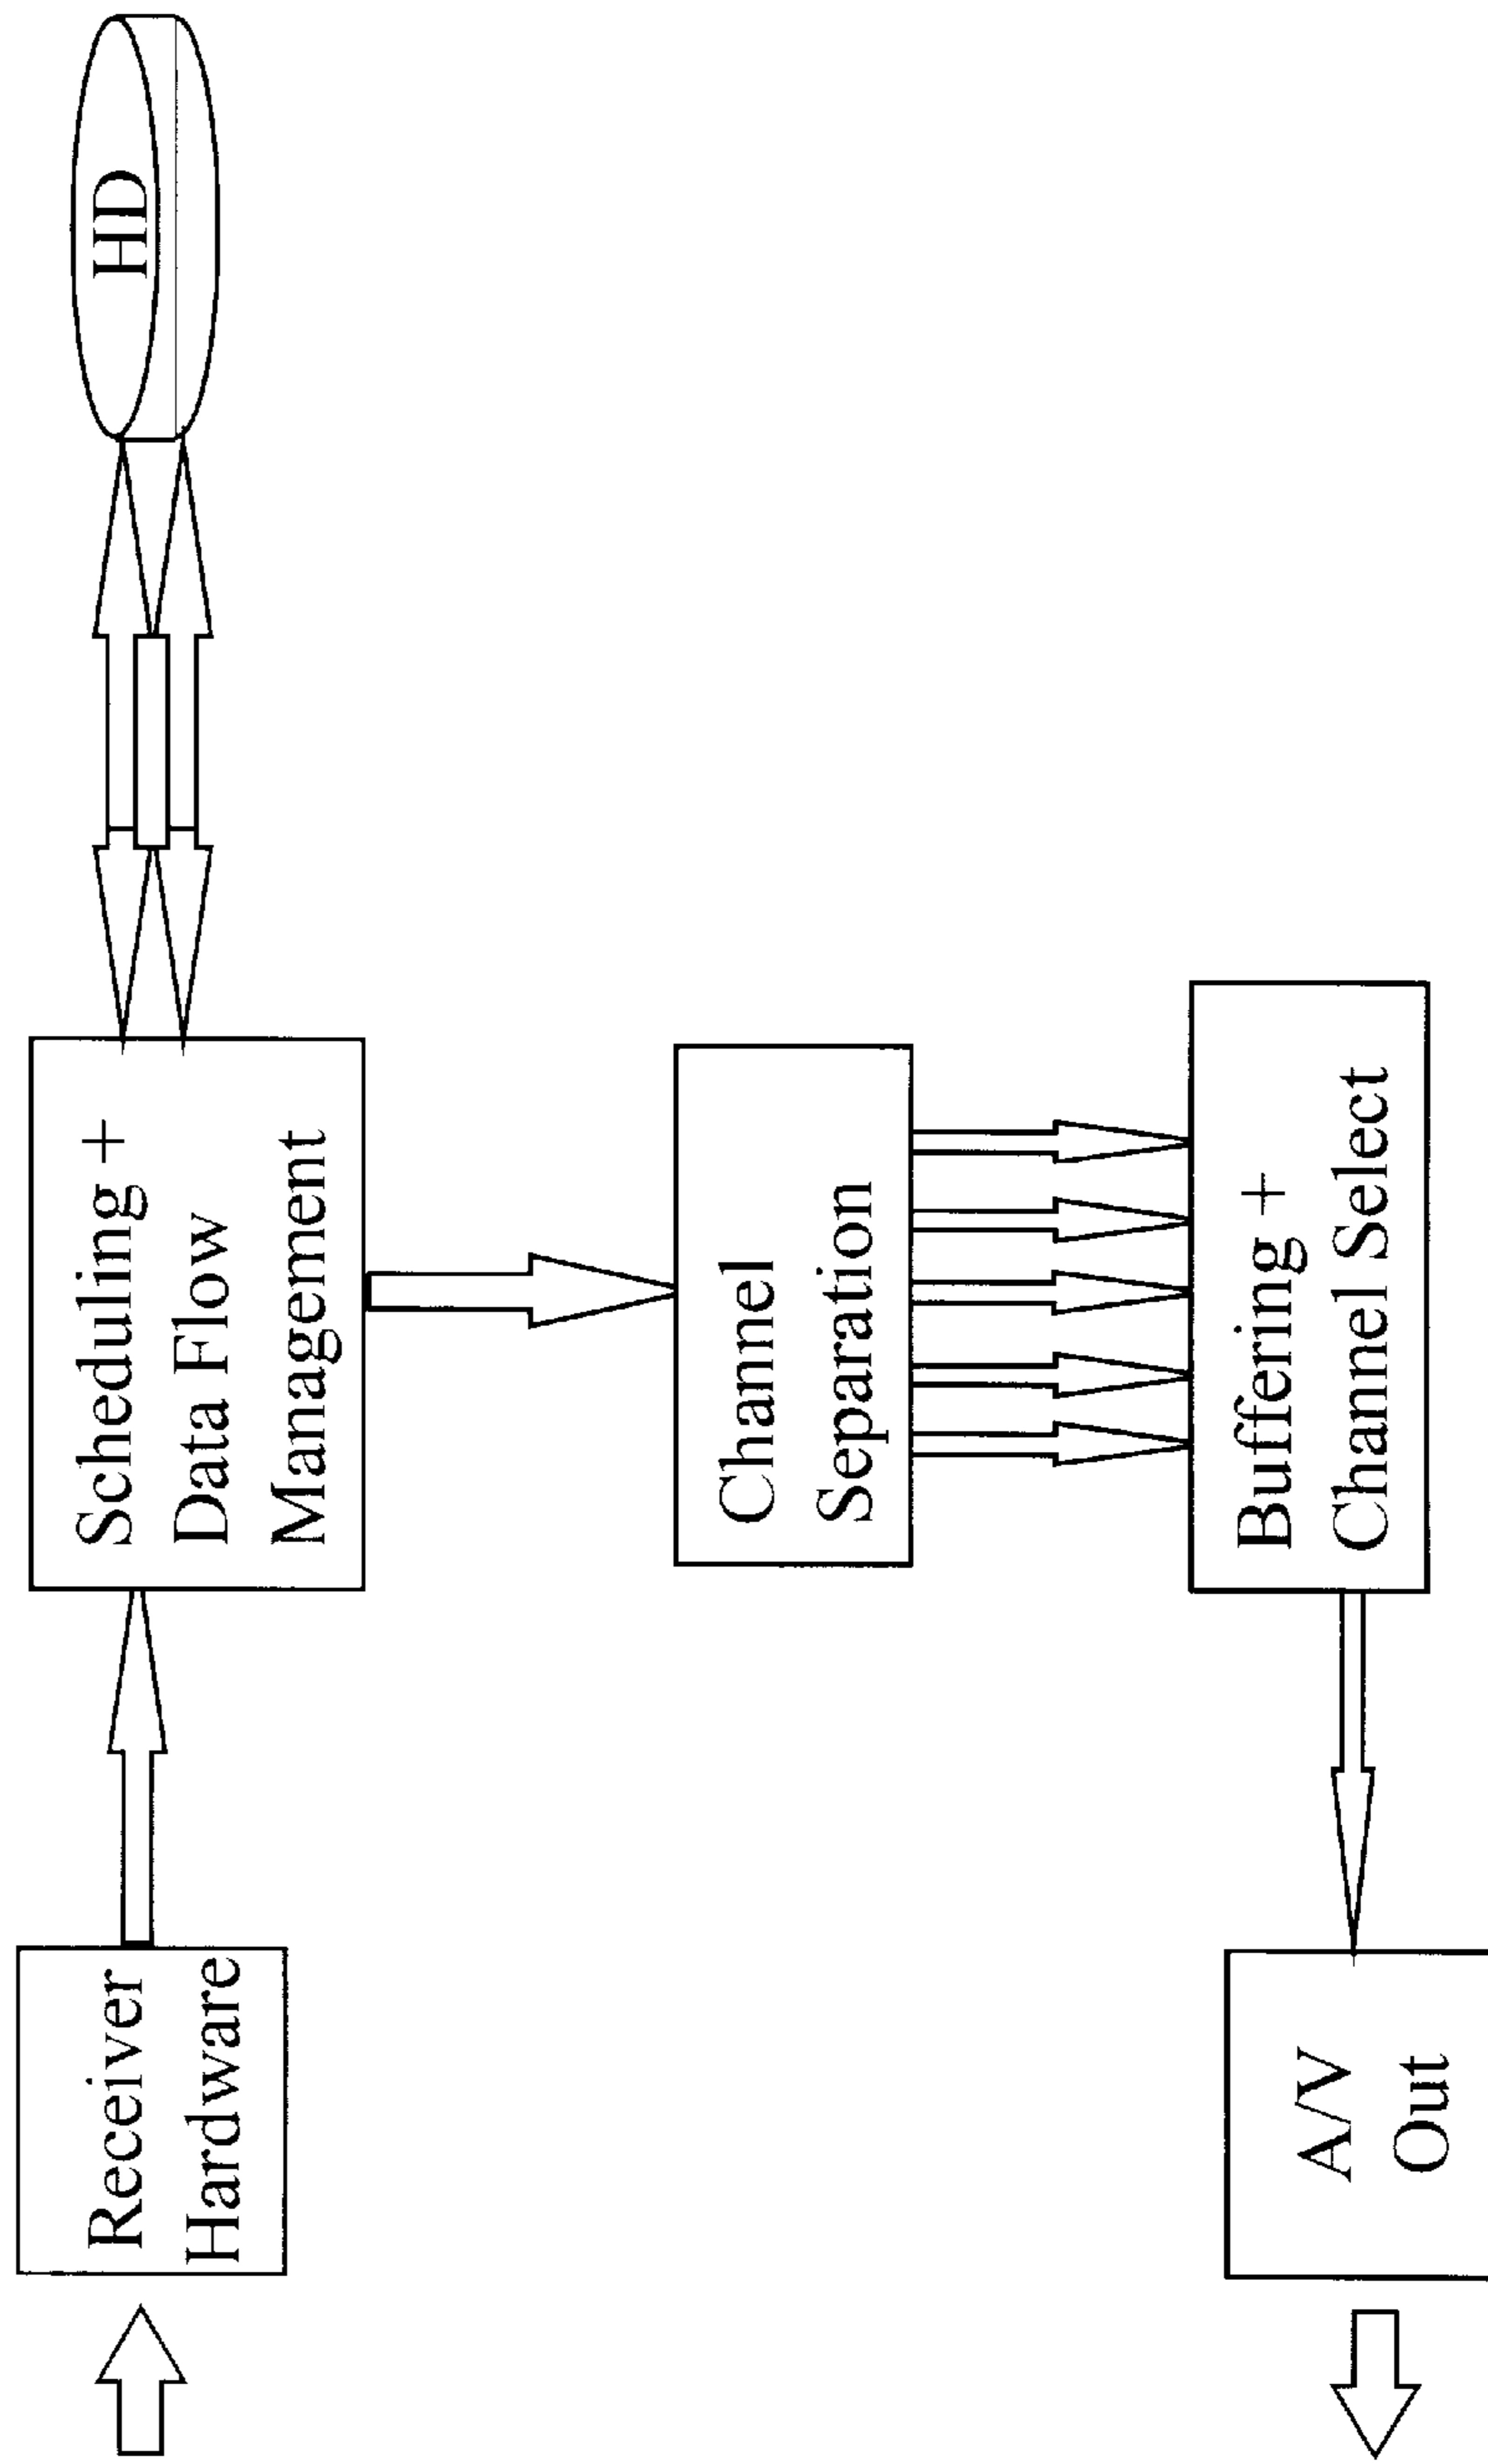 Receiver
Hardware
Scheduling +
Data Flow
Management
HD
Channel
Separation
Buffering +
Channel Select
A/V
Out